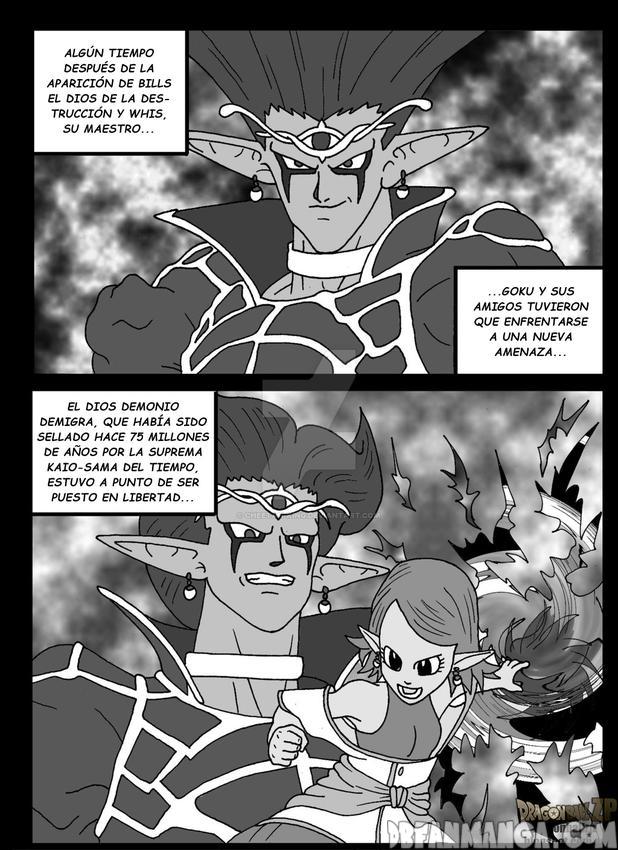 ALGÚN TIEMPO
DESPUÉS DE LA
APARICIÓN DE BILLS
EL DIOS DE LA DES-
TRUCCIÓN Y WHIS,
SU MAESTRO...
...GOKU Y SUS
AMIGOS TUVIERON
QUE ENFRENTARSE
A UNA NUEVA
AMENAZA...
EL DIOS DEMONIO
DEMIGRA, QUE HABÍA SIDO
SELLADO HACE 75 MILLONES
DE AÑOS POR LA SUPREMA
KAIO-SAMA DEL TIEMPO,
ESTUVO A PUNTO DE SER
PUESTO EN LIBERTAD...
DRAGONBALL ZP
DREANMANGA.COM